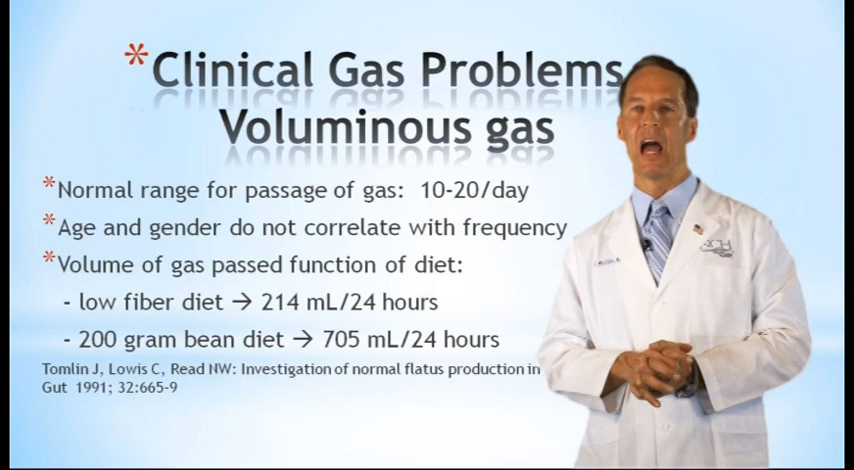 *Clinical Gas Problems
Voluminous gas
*Normal range for passage of gas: 10-20/day
*Age and gender do not correlate with frequency
*Volume of gas passed function of diet:
- low fiber diet → 214 mL/24 hours
- 200 gram bean diet → 705 mL/24 hours
Tomlin J, Lowis C, Read NW: Investigation of normal flatus production in
Gut 1991; 32:665-9